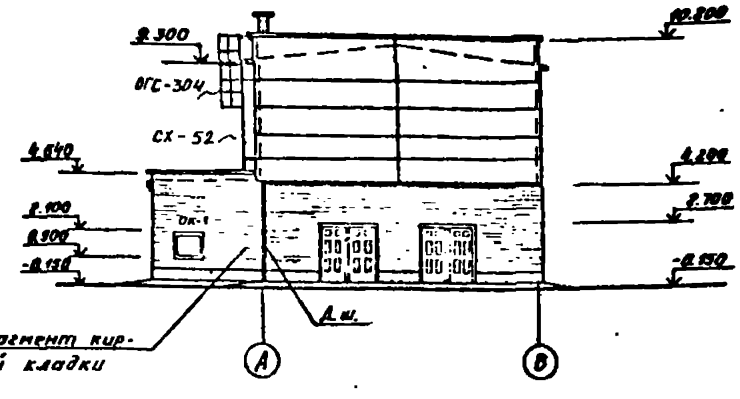 10.800
9.300
ОГС-304
СХ-52
4.640
4.200
2.100
2.700
ОК-1
0.900
-0.150
-0.150
Д.ш.
агмент кир-
й кладки
А
В